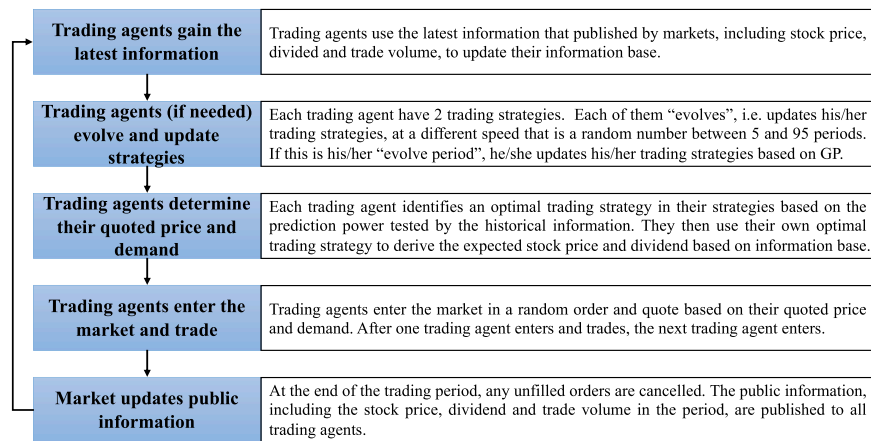 Trading agents gain the
latest information
Trading agents use the latest information that published by markets, including stock price,
divided and trade volume, to update their information base.
Trading agents (if needed)
evolve and update
strategies
Each trading agent have 2 trading strategies. Each of them “evolves”, i.e. updates his/her
trading strategies, at a different speed that is a random number between 5 and 95 periods.
If this is his/her “evolve period”, he/she updates his/her trading strategies based on GP.
Trading agents determine
their quoted price and
demand
Each trading agent identifies an optimal trading strategy in their strategies based on the
prediction power tested by the historical information. They then use their own optimal
trading strategy to derive the expected stock price and dividend based on information base.
Trading agents enter the
market and trade
Trading agents enter the market in a random order and quote based on their quoted price
and demand. After one trading agent enters and trades, the next trading agent enters.
Market updates public
information
At the end of the trading period, any unfilled orders are cancelled. The public information,
including the stock price, dividend and trade volume in the period, are published to all
trading agents.